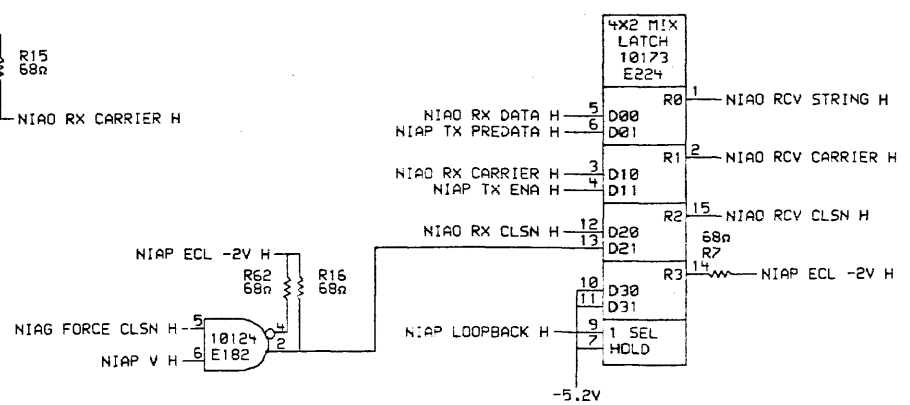 4X2 MIX
LATCH
10173
E224
R15
68Ω
NIAO RX CARRIER H
R0 1 NIAO RCV STRING H
NIAO RX DATA H 5 D00
NIAP TX PREDATA H 6 D01
R1 2 NIAO RCV CARRIER H
NIAO RX CARRIER H 3 D10
NIAP TX ENA H 4 D11
R2 15 NIAO RCV CLSN H
NIAO RX CLSN H 12 D20
13 D21
68Ω
R7
NIAP ECL -2V H
R62 R16
68Ω 68Ω
R3 14 NIAP ECL -2V H
10 D30
11 D31
NIAG FORCE CLSN H 5
4
10124
E182
2
NIAP V H 6
NIAP LOOPBACK H 9 1 SEL
7 HOLD
-5.2V